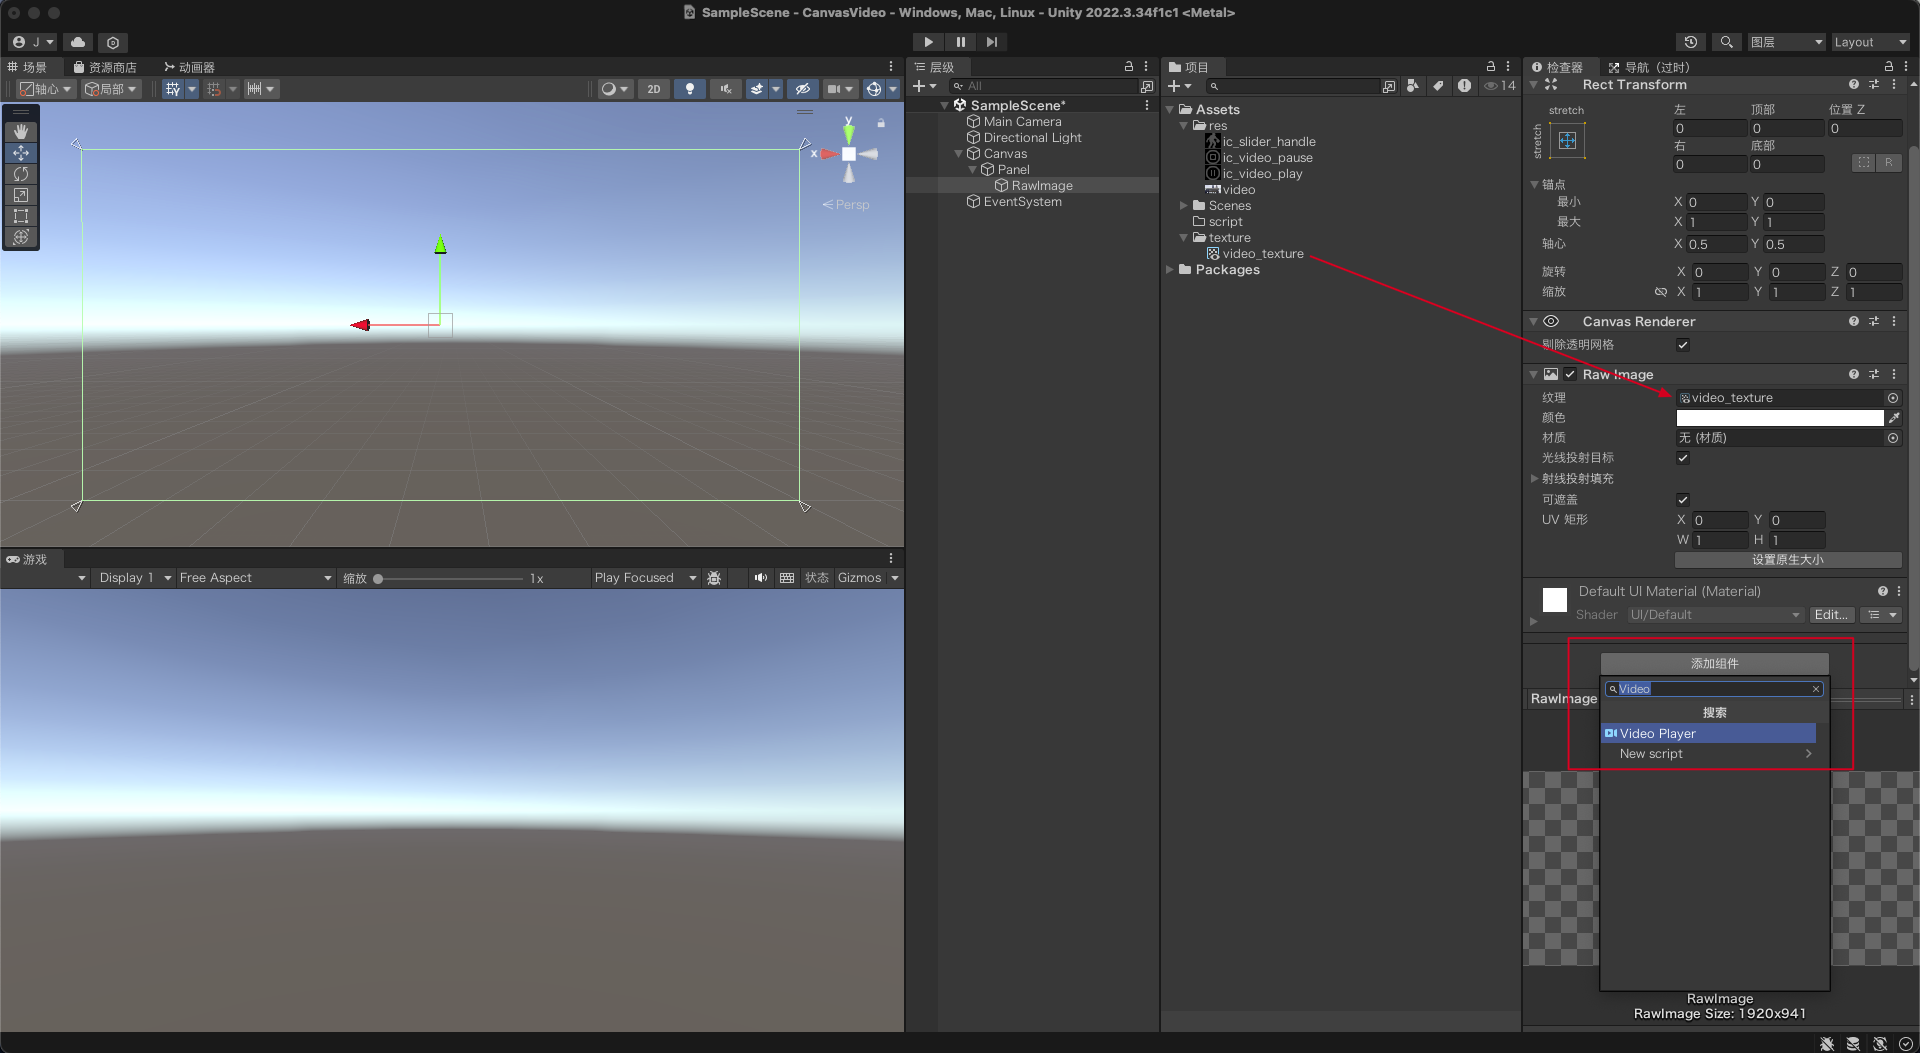 SampleScene - CanvasVideo - Windows, Mac, Linux - Unity 2022.3.34f1c1 <Metal>
J
图层
Layout
场景
资源商店
动画器
轴心
局部
2D
y
x
Persp
游戏
Display 1
Free Aspect
缩放
1x
Play Focused
状态
Gizmos
层级
All
SampleScene*
Main Camera
Directional Light
Canvas
Panel
RawImage
EventSystem
项目
14
Assets
res
ic_slider_handle
ic_video_pause
ic_video_play
video
Scenes
script
texture
video_texture
Packages
检查器
导航（过时）
Rect Transform
stretch
stretch
左 顶部 位置 Z
0 0 0
右 底部
0 0
R
锚点
最小 X 0 Y 0
最大 X 1 Y 1
轴心 X 0.5 Y 0.5
旋转 X 0 Y 0 Z 0
缩放 X 1 Y 1 Z 1
Canvas Renderer
剔除透明网格
Raw Image
纹理 video_texture
颜色
材质 无 (材质)
光线投射目标
射线投射填充
可遮盖
UV 矩形 X 0 Y 0
W 1 H 1
设置原生大小
Default UI Material (Material)
Shader UI/Default Edit...
添加组件
Video
搜索
Video Player
New script
RawImage
RawImage
RawImage Size: 1920x941